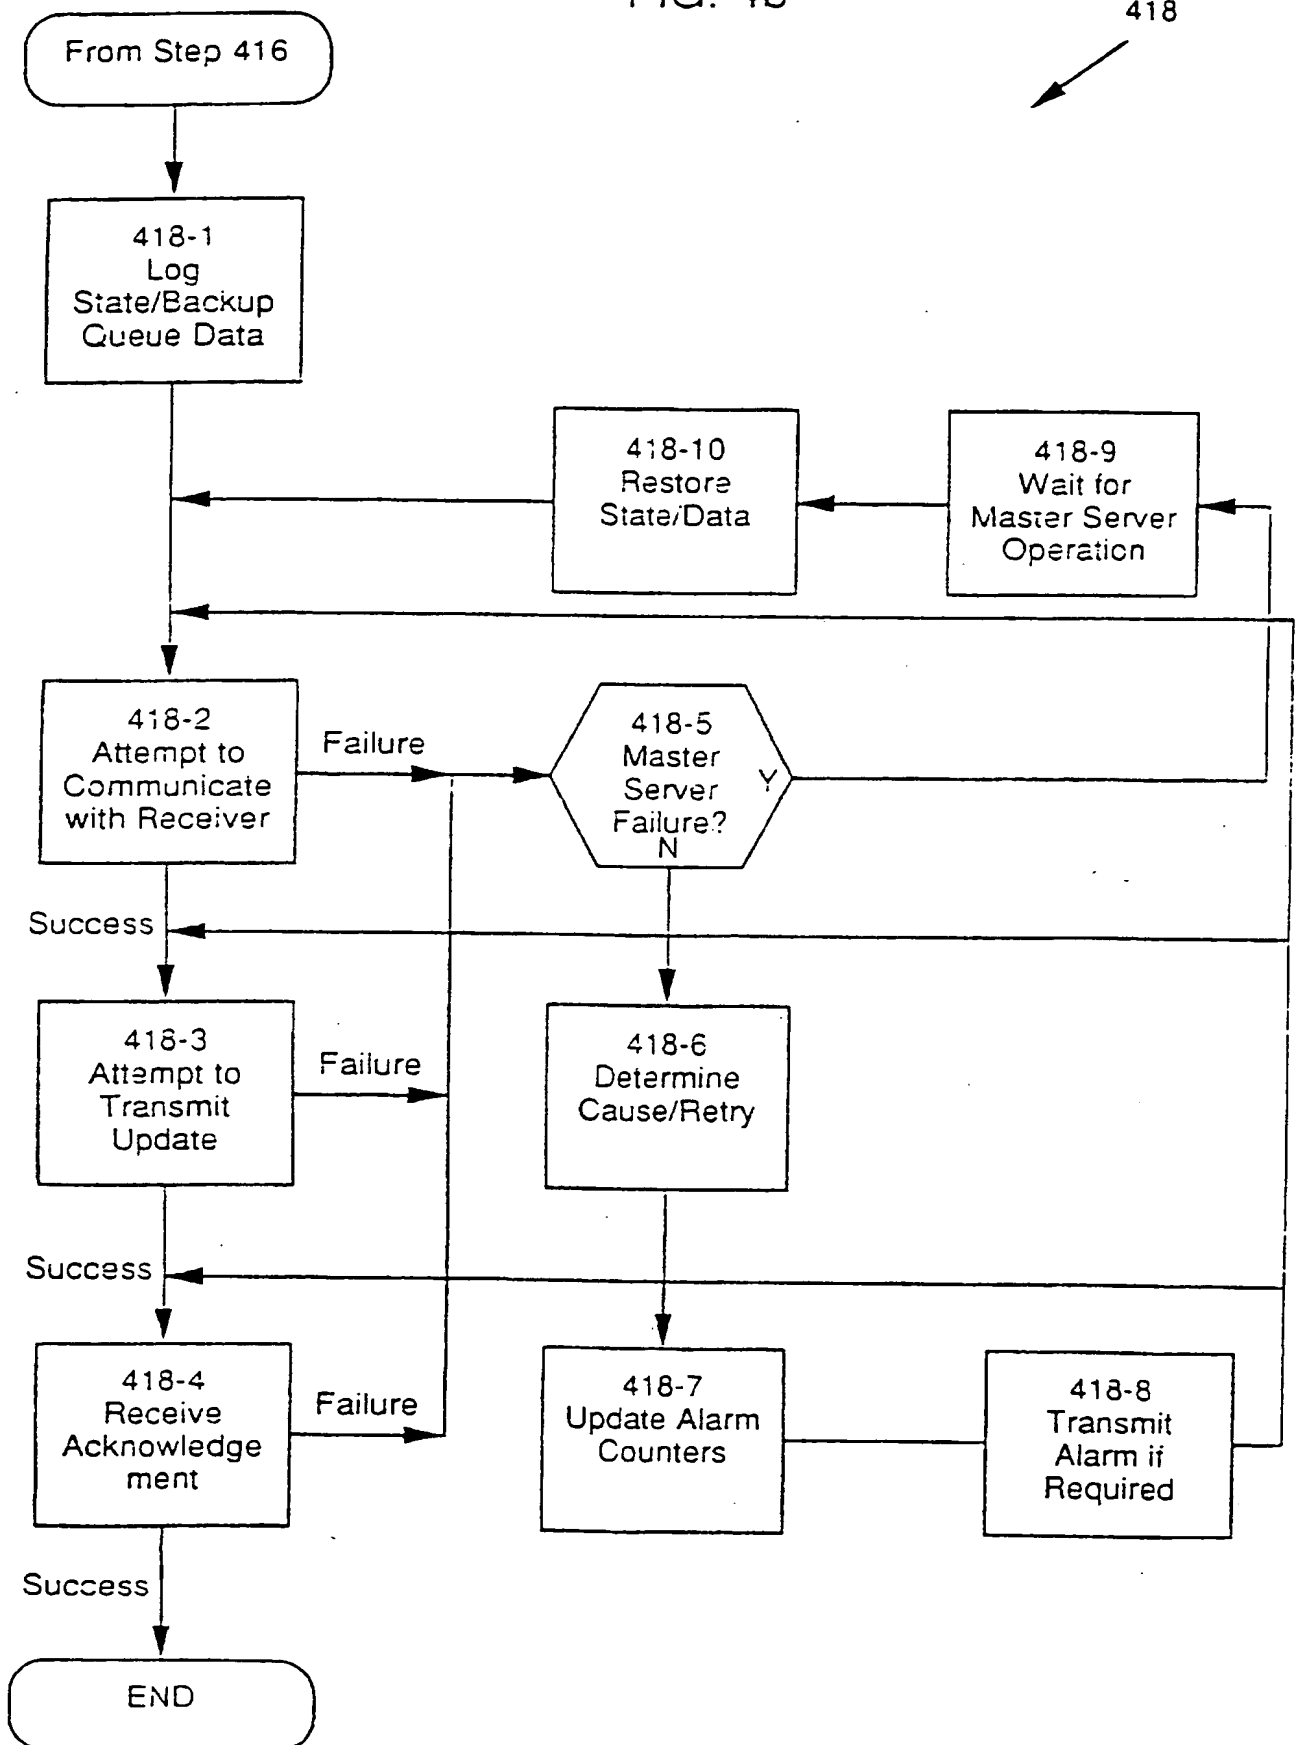 FIG. 4b
418
From Step 416
418-1
Log
State/Backup
Queue Data
418-10
Restore
State/Data
418-9
Wait for
Master Server
Operation
418-2
Attempt to
Communicate
with Receiver
Failure
418-5
Master
Server
Failure?
Y
N
Success
418-3
Attempt to
Transmit
Update
Failure
418-6
Determine
Cause/Retry
Success
418-4
Receive
Acknowledge
ment
Failure
418-7
Update Alarm
Counters
418-8
Transmit
Alarm if
Required
Success
END